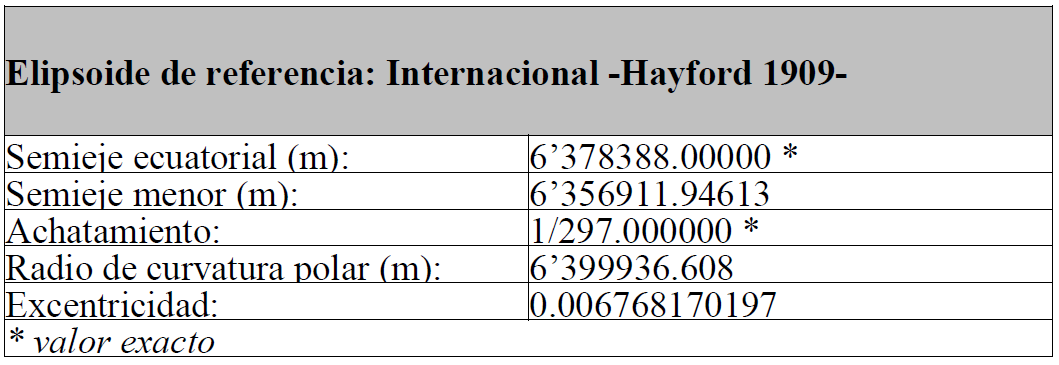 Elipsoide de referencia: Internacional -Hayford 1909-
Semieje ecuatorial (m): 6’378388.00000 *
Semieje menor (m): 6’356911.94613
Achatamiento: 1/297.000000 *
Radio de curvatura polar (m): 6’399936.608
Excentricidad: 0.006768170197
* valor exacto